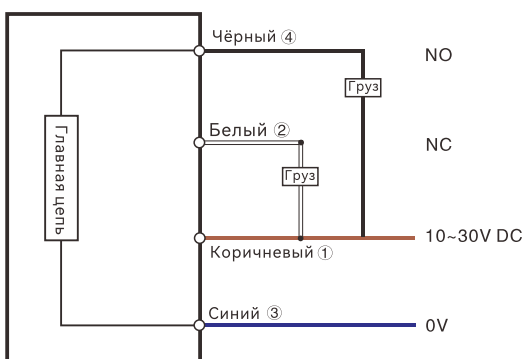 Чёрный ④
NO
Груз
Белый ②
NC
Груз
Главная цепь
10~30V DC
Коричневый ①
Синий ③
0V